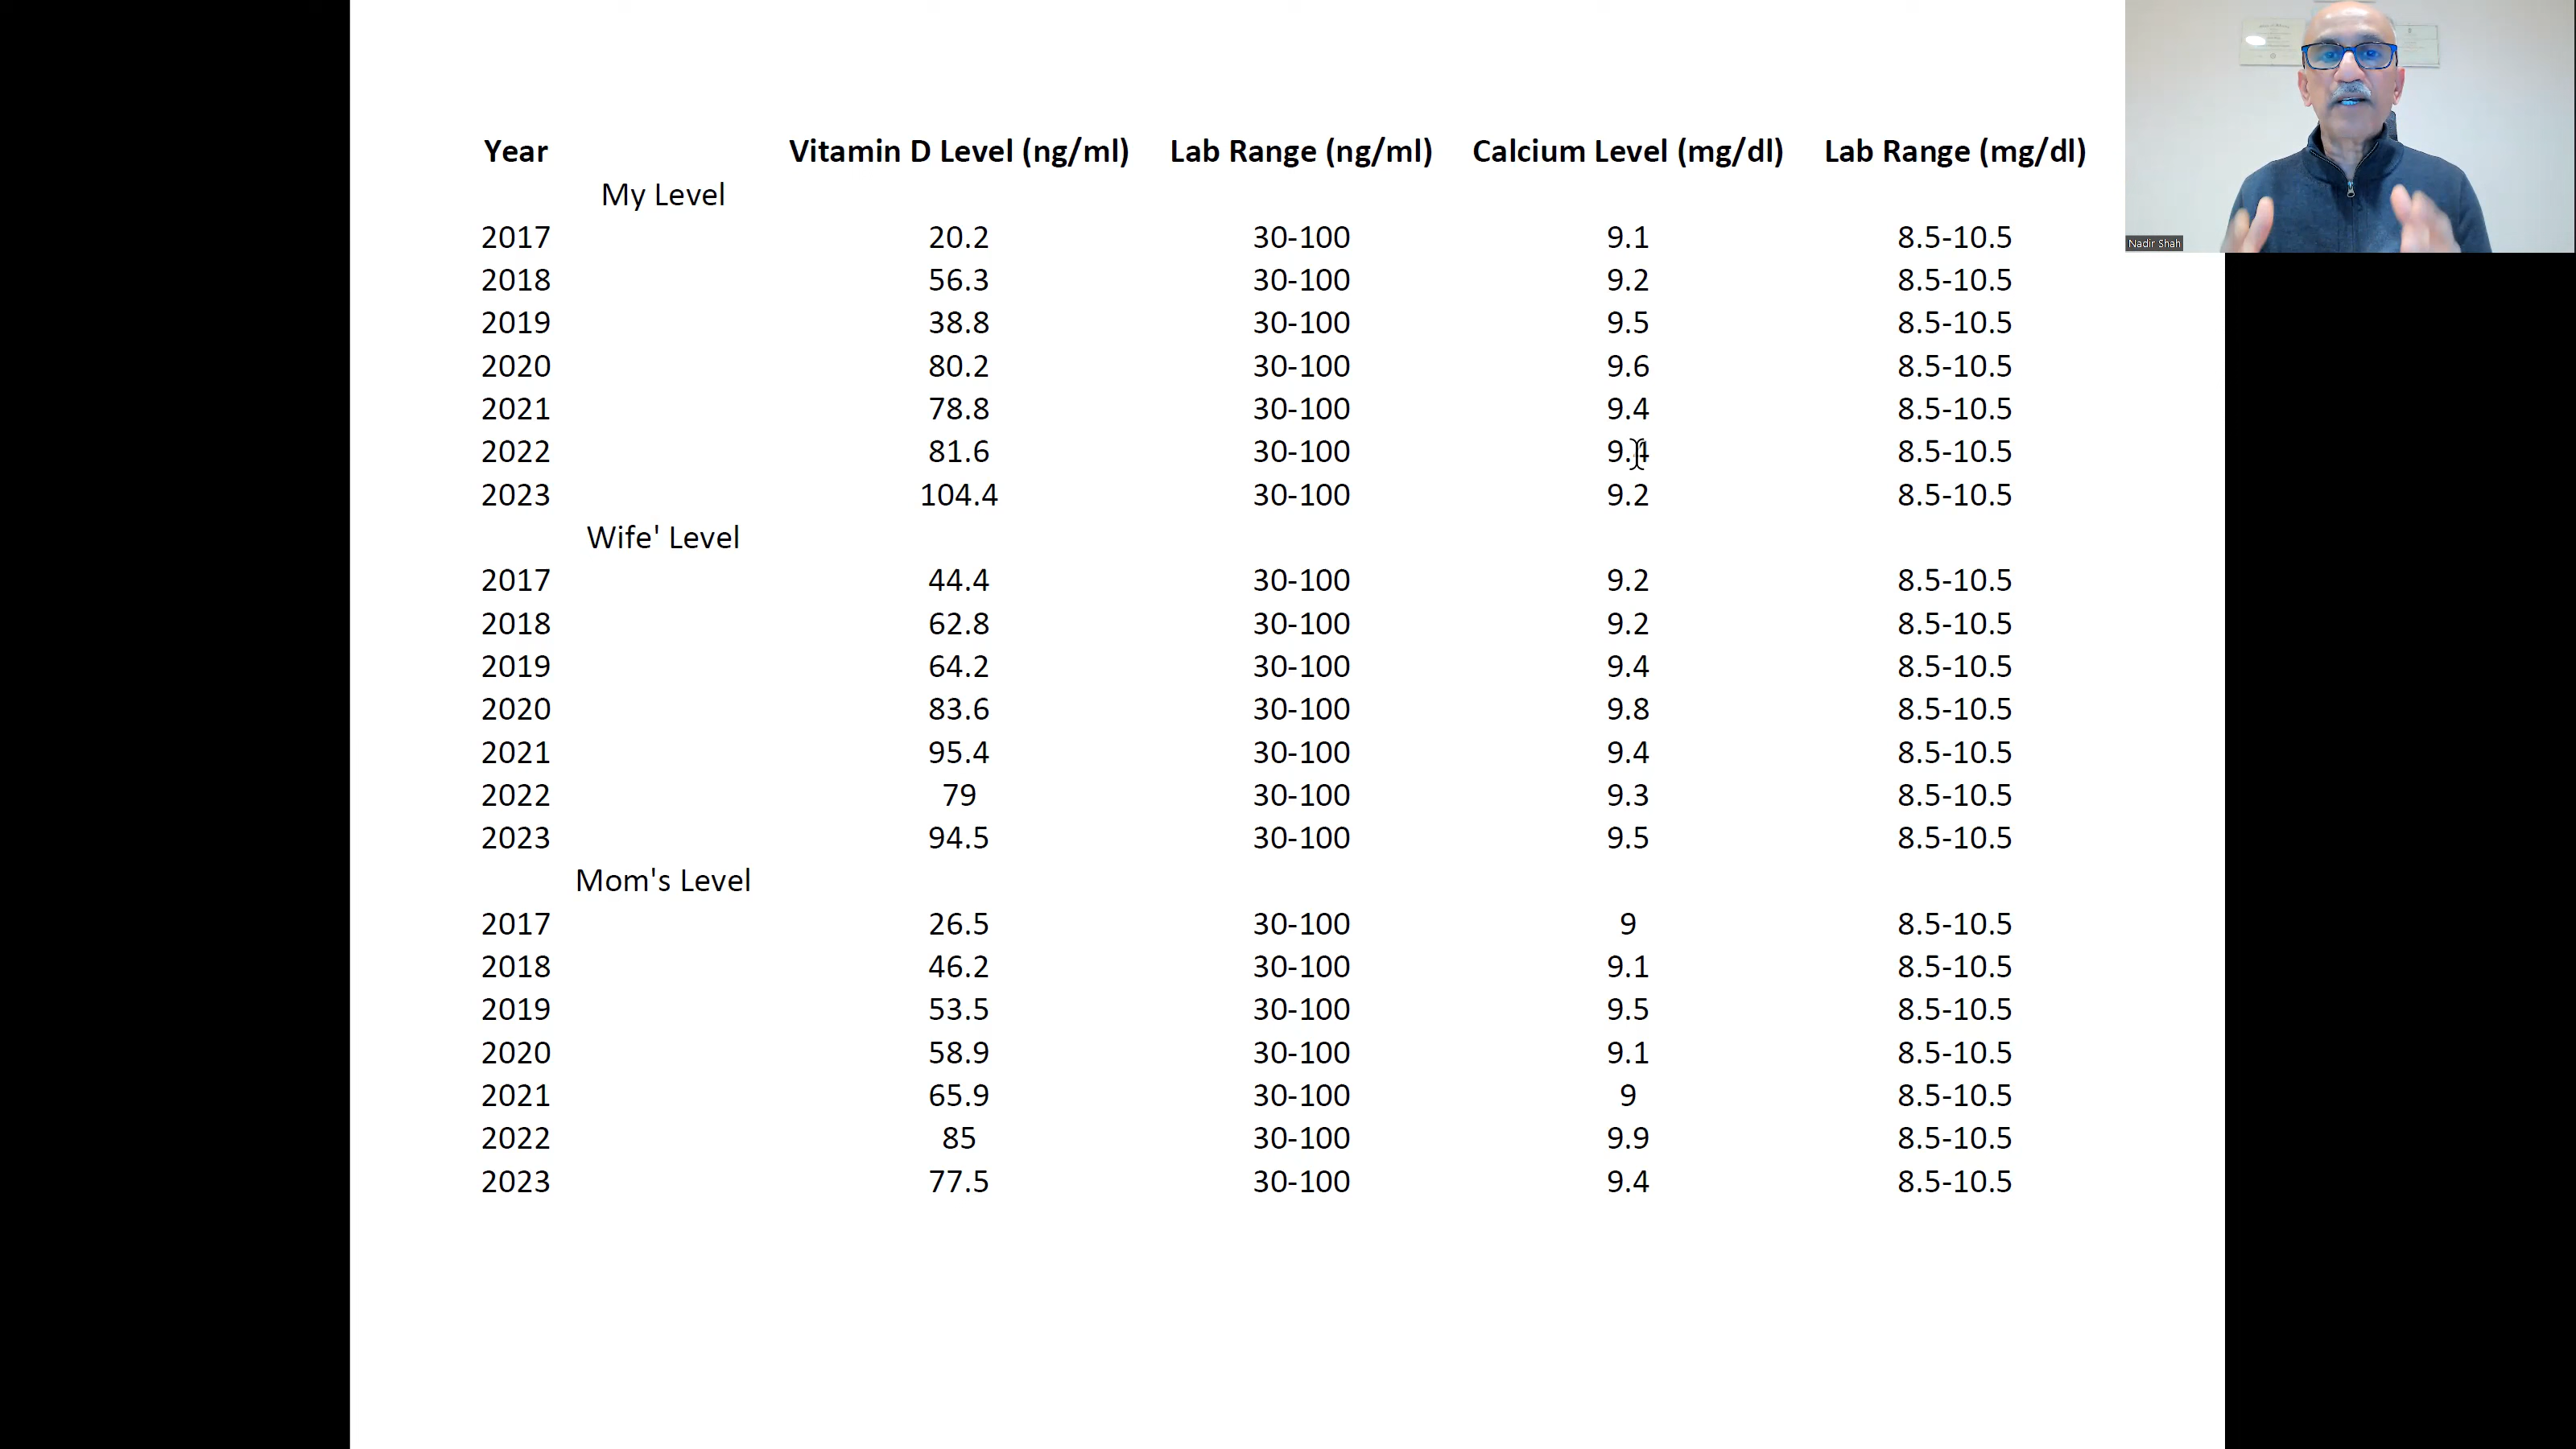 Year Vitamin D Level (ng/ml) Lab Range (ng/ml) Calcium Level (mg/dl) Lab Range (mg/dl)
My Level
2017 20.2 30-100 9.1 8.5-10.5
2018 56.3 30-100 9.2 8.5-10.5
2019 38.8 30-100 9.5 8.5-10.5
2020 80.2 30-100 9.6 8.5-10.5
2021 78.8 30-100 9.4 8.5-10.5
2022 81.6 30-100 9.4 8.5-10.5
2023 104.4 30-100 9.2 8.5-10.5
Wife' Level
2017 44.4 30-100 9.2 8.5-10.5
2018 62.8 30-100 9.2 8.5-10.5
2019 64.2 30-100 9.4 8.5-10.5
2020 83.6 30-100 9.8 8.5-10.5
2021 95.4 30-100 9.4 8.5-10.5
2022 79 30-100 9.3 8.5-10.5
2023 94.5 30-100 9.5 8.5-10.5
Mom's Level
2017 26.5 30-100 9 8.5-10.5
2018 46.2 30-100 9.1 8.5-10.5
2019 53.5 30-100 9.5 8.5-10.5
2020 58.9 30-100 9.1 8.5-10.5
2021 65.9 30-100 9 8.5-10.5
2022 85 30-100 9.9 8.5-10.5
2023 77.5 30-100 9.4 8.5-10.5
Nadir Shah